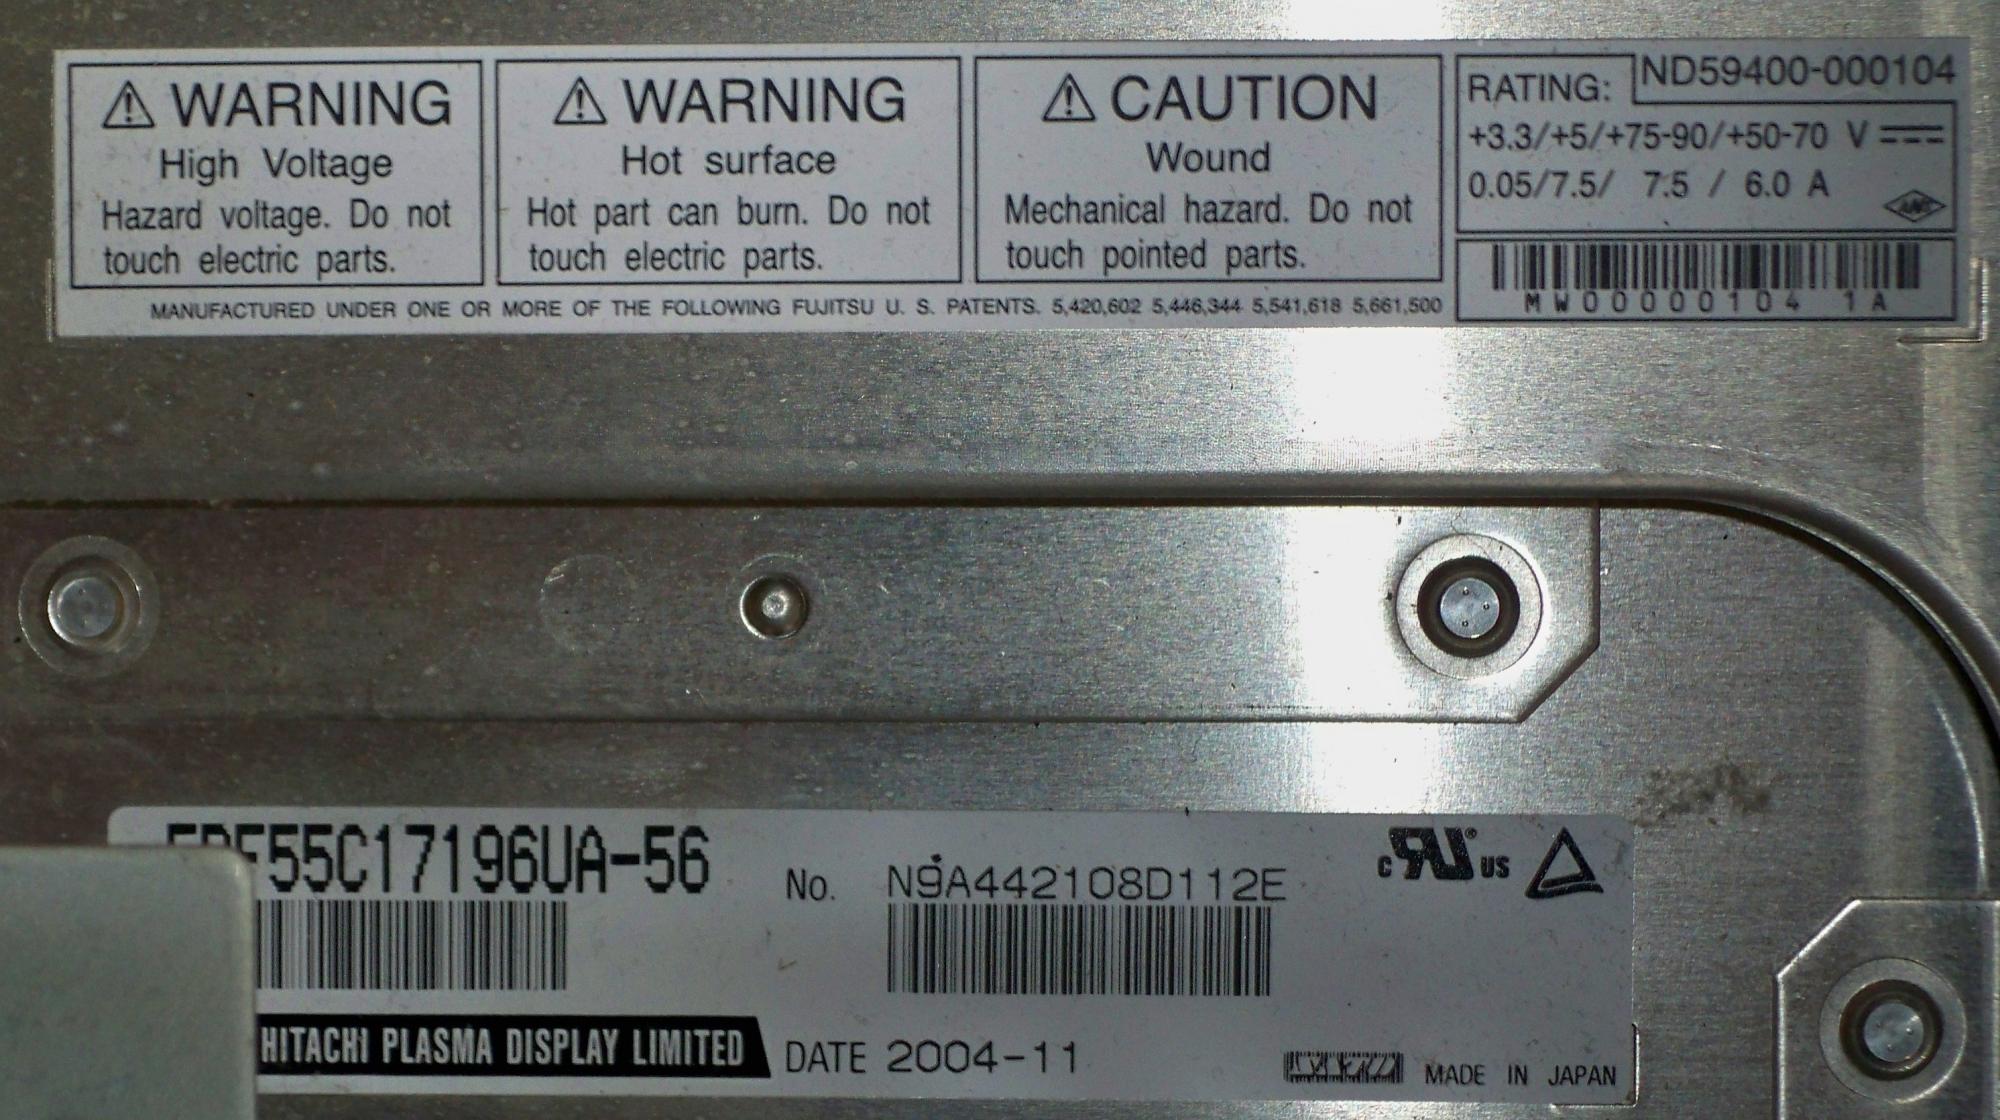 WARNING
High Voltage
Hazard voltage. Do not
touch electric parts.
WARNING
Hot surface
Hot part can burn. Do not
touch electric parts.
CAUTION
Wound
Mechanical hazard. Do not
touch pointed parts.
MANUFACTURED UNDER ONE OR MORE OF THE FOLLOWING FUJITSU U. S. PATENTS. 5,420,602 5,446,344 5,541,618 5,661,500
RATING: ND59400-000104
+3.3/+5/+75-90/+50-70 V
0.05/7.5/ 7.5 / 6.0 A
MW00000104 1A
FPF55C17196UA-56
No. N9A442108D112E
c RU ® US
HITACHI PLASMA DISPLAY LIMITED
DATE 2004-11
MADE IN JAPAN